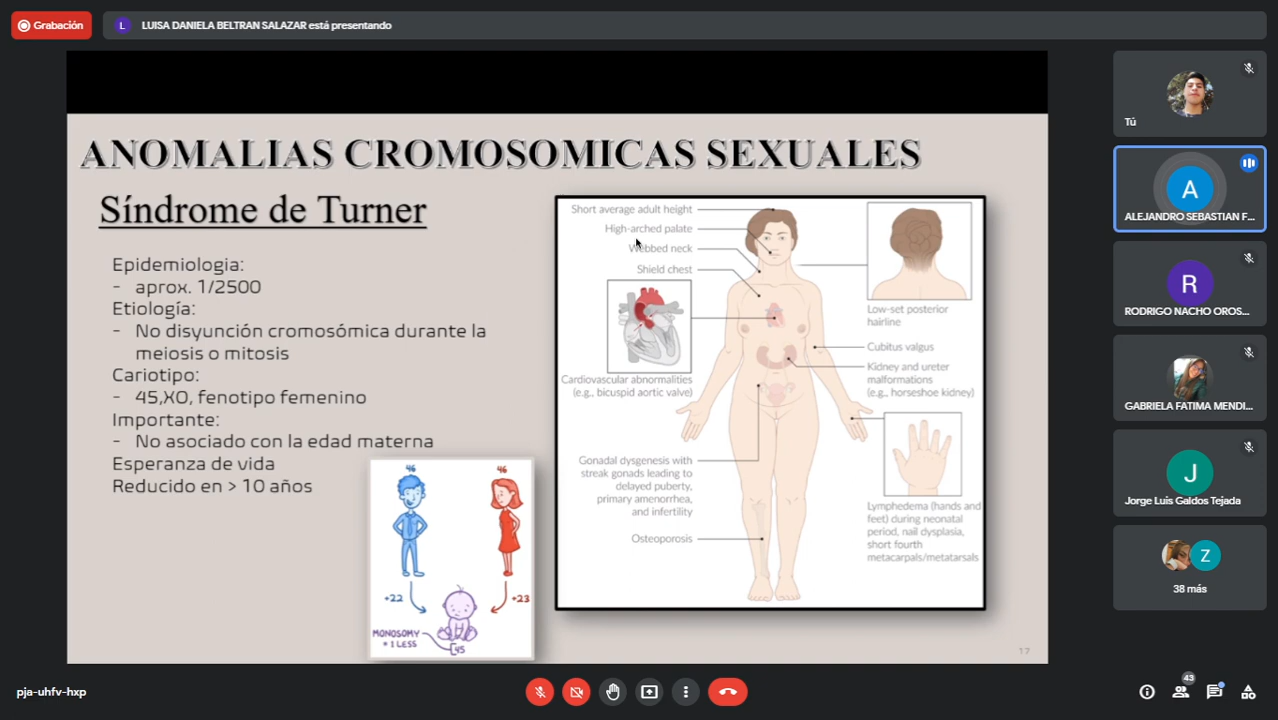 Grabación
L
LUISA DANIELA BELTRAN SALAZAR está presentando
ANOMALIAS CROMOSOMICAS SEXUALES
Síndrome de Turner
Epidemiologia:
- aprox. 1/2500
Etiología:
- No disyunción cromosómica durante la
meiosis o mitosis
Cariotipo:
- 45,XO, fenotipo femenino
Importante:
- No asociado con la edad materna
Esperanza de vida
Reducido en > 10 años
46
46
+22
+23
MONOSOMY
* 1 LESS
45
Short average adult height
High-arched palate
Webbed neck
Shield chest
Cardiovascular abnormalities
(e.g., bicuspid aortic valve)
Gonadal dysgenesis with
streak gonads leading to
delayed puberty,
primary amenorrhea,
and infertility
Osteoporosis
Low-set posterior
hairline
Cubitus valgus
Kidney and ureter
malformations
(e.g., horseshoe kidney)
Lymphedema (hands and
feet) during neonatal
period, nail dysplasia,
short fourth
metacarpals/metatarsals
17
Tú
A
ALEJANDRO SEBASTIAN F...
R
RODRIGO NACHO OROS...
GABRIELA FATIMA MENDI...
J
Jorge Luis Galdos Tejada
Z
38 más
pja-uhfv-hxp
43